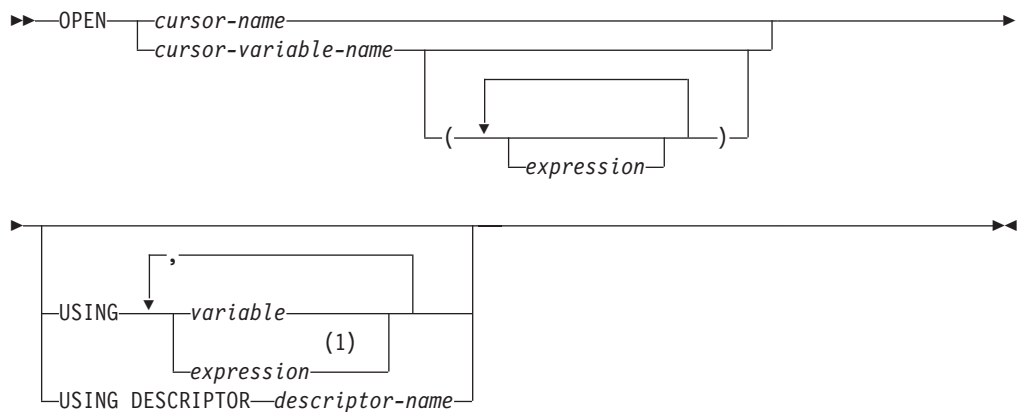 OPEN cursor-name
cursor-variable-name
( )
expression
,
USING variable
(1)
expression
USING DESCRIPTOR descriptor-name